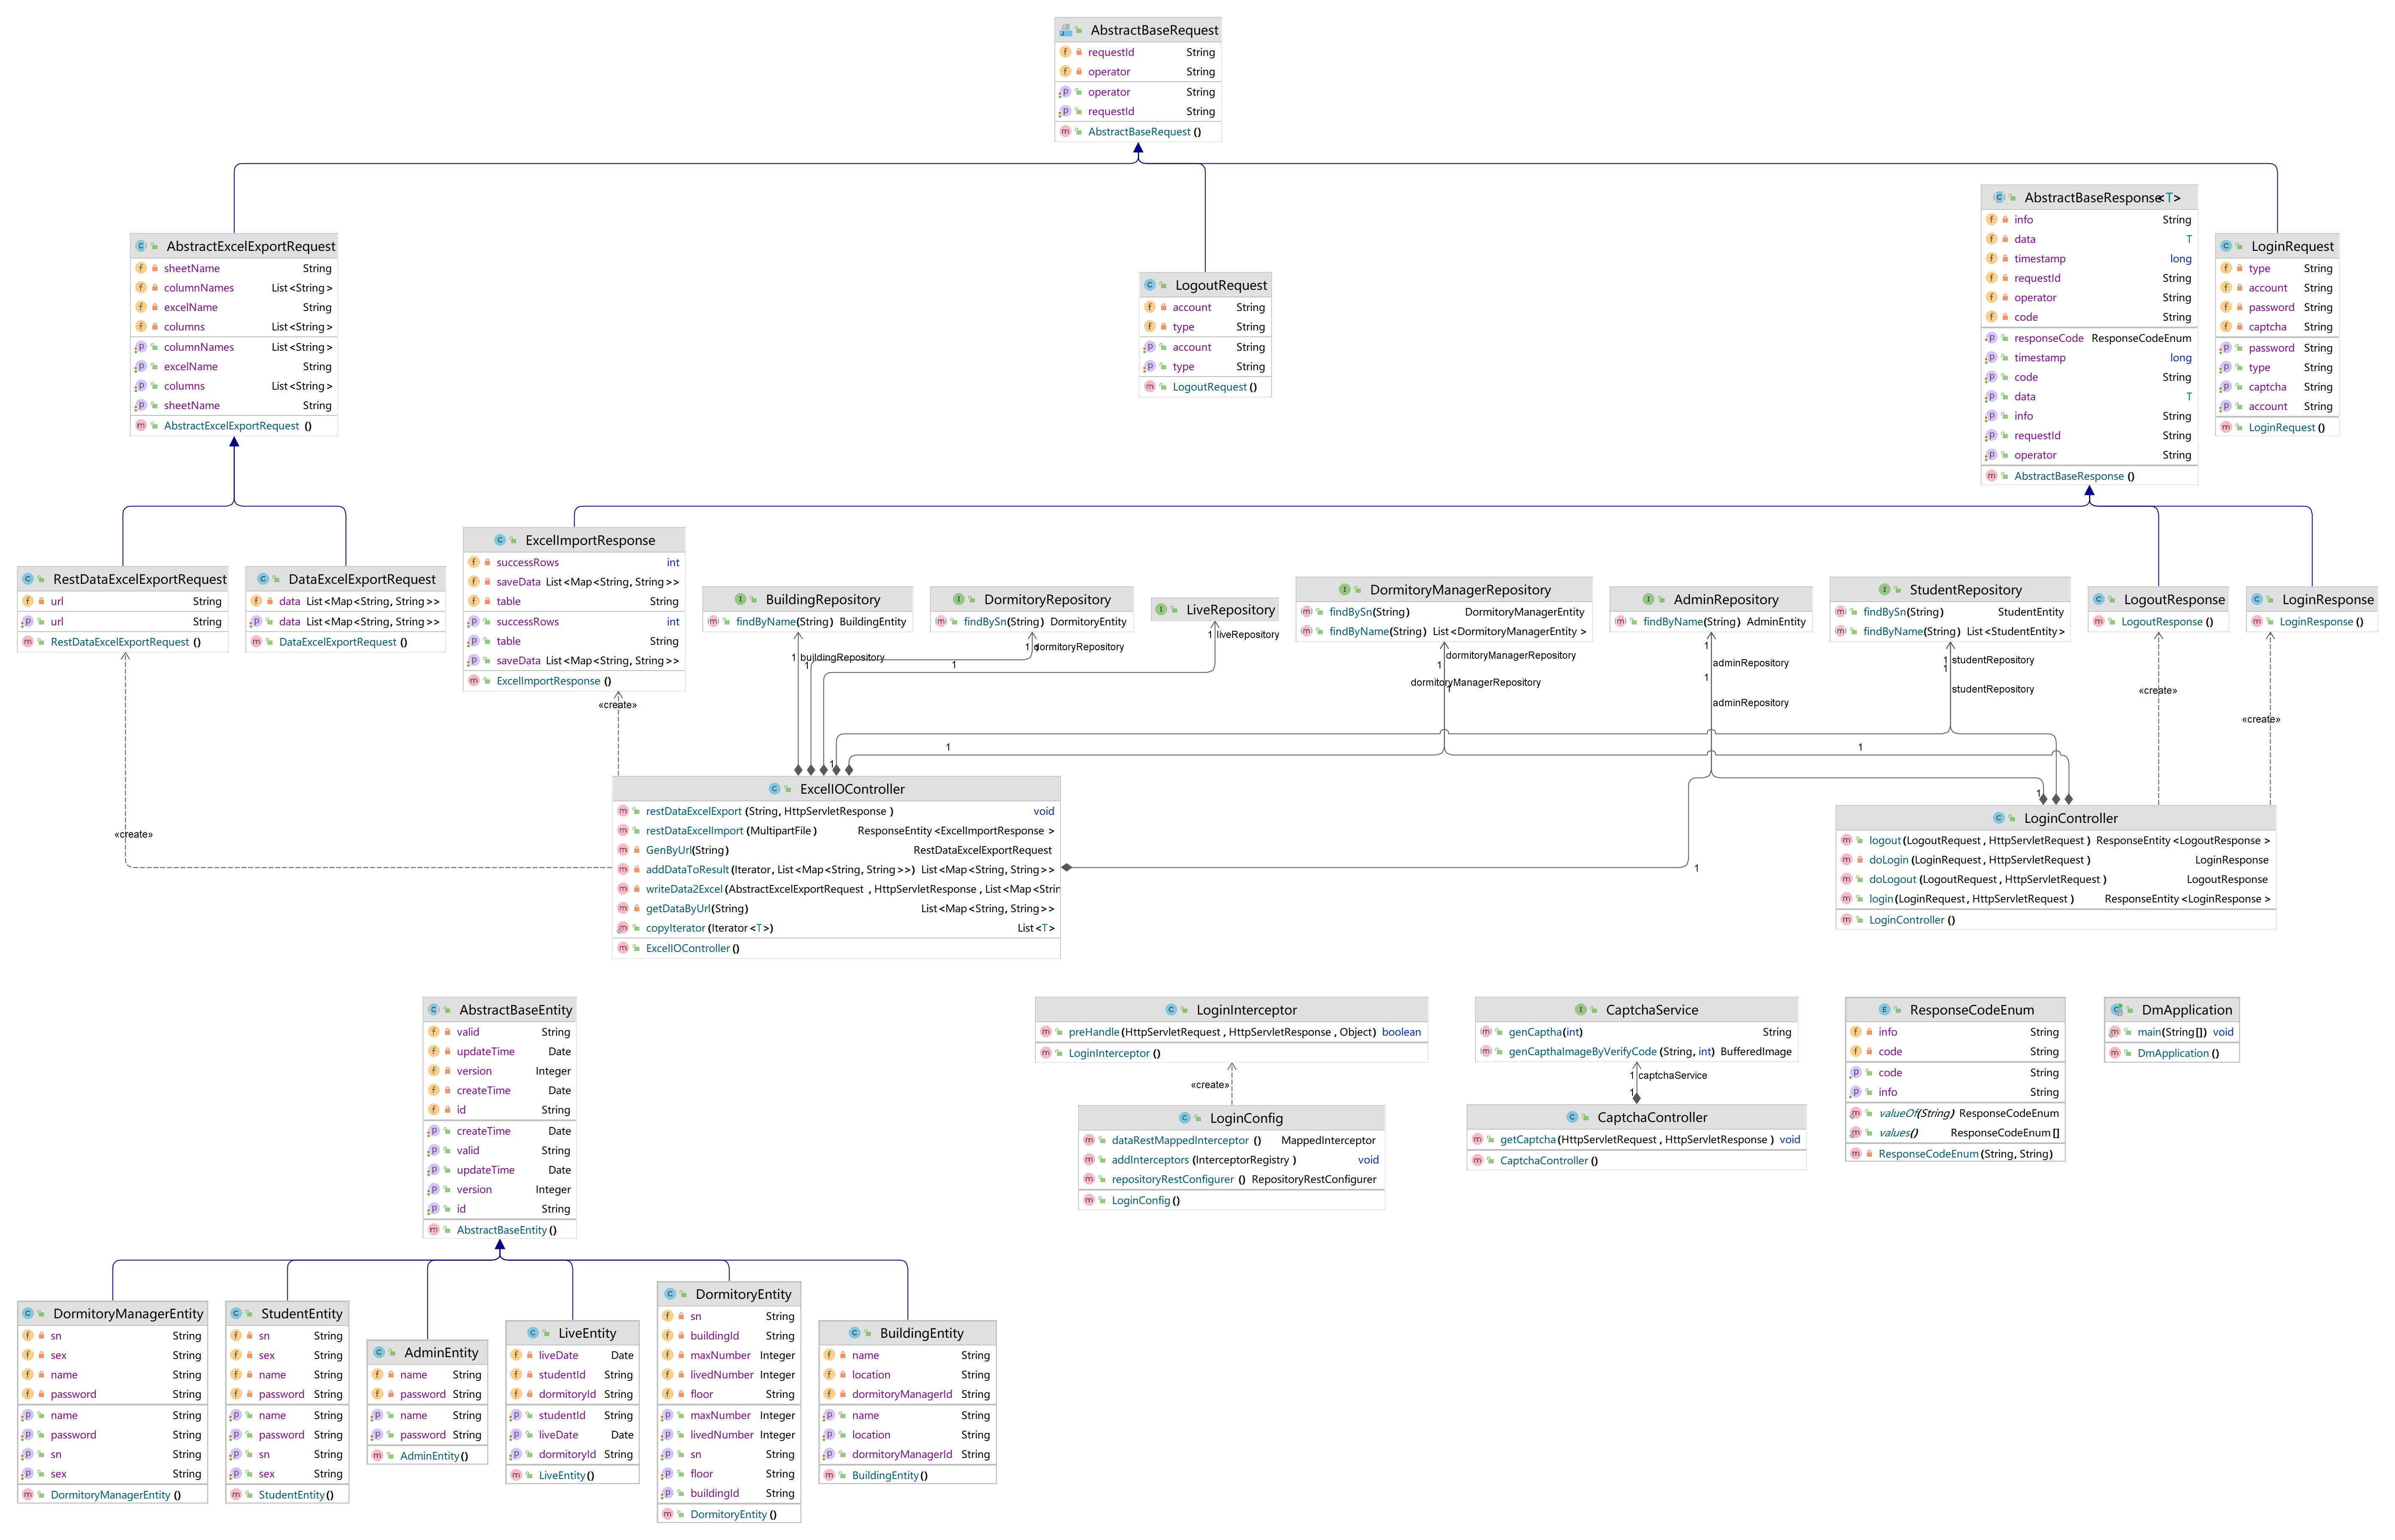 AbstractBaseRequest
requestId String
operator String
operator String
requestId String
AbstractBaseRequest ()
AbstractExcelExportRequest
sheetName String
columnNames List <String >
excelName String
columns List <String >
columnNames List <String >
excelName String
columns List <String >
sheetName String
AbstractExcelExportRequest ()
LogoutRequest
account String
type String
account String
type String
LogoutRequest ()
AbstractBaseResponse<T>
info String
data T
timestamp long
requestId String
operator String
code String
responseCode ResponseCodeEnum
timestamp long
code String
data T
info String
requestId String
operator String
AbstractBaseResponse ()
LoginRequest
type String
account String
password String
captcha String
password String
type String
captcha String
account String
LoginRequest ()
RestDataExcelExportRequest
url String
url String
RestDataExcelExportRequest ()
DataExcelExportRequest
data List <Map <String, String >>
data List <Map <String, String >>
DataExcelExportRequest ()
ExcelImportResponse
successRows int
saveData List <Map <String, String >>
table String
successRows int
table String
saveData List <Map <String, String >>
ExcelImportResponse ()
BuildingRepository
findByName(String) BuildingEntity
DormitoryRepository
findBySn(String) DormitoryEntity
LiveRepository
DormitoryManagerRepository
findBySn(String) DormitoryManagerEntity
findByName(String) List <DormitoryManagerEntity >
AdminRepository
findByName(String) AdminEntity
StudentRepository
findBySn(String) StudentEntity
findByName(String) List <StudentEntity>
LogoutResponse
LogoutResponse ()
LoginResponse
LoginResponse ()
1 buildingRepository
1
1 dormitoryRepository
1
1 liveRepository
dormitoryManagerRepository
1
dormitoryManagerRepository
1
1
adminRepository
1
adminRepository
1 studentRepository
1
studentRepository
«create»
«create»
«create»
«create»
1
1
1
1
1
ExcelIOController
restDataExcelExport (String, HttpServletResponse ) void
restDataExcelImport (MultipartFile ) ResponseEntity <ExcelImportResponse >
GenByUrl(String) RestDataExcelExportRequest
addDataToResult (Iterator, List <Map <String, String >>) List <Map <String, String >>
writeData2Excel (AbstractExcelExportRequest , HttpServletResponse , List <Map <Strin
getDataByUrl(String) List <Map <String, String >>
copyIterator (Iterator <T>) List <T>
ExcelIOController ()
LoginController
logout (LogoutRequest , HttpServletRequest ) ResponseEntity <LogoutResponse >
doLogin (LoginRequest , HttpServletRequest ) LoginResponse
doLogout (LogoutRequest , HttpServletRequest ) LogoutResponse
login (LoginRequest , HttpServletRequest ) ResponseEntity <LoginResponse >
LoginController ()
AbstractBaseEntity
valid String
updateTime Date
version Integer
createTime Date
id String
createTime Date
valid String
updateTime Date
version Integer
id String
AbstractBaseEntity ()
LoginInterceptor
preHandle (HttpServletRequest , HttpServletResponse , Object) boolean
LoginInterceptor ()
«create»
LoginConfig
dataRestMappedInterceptor () MappedInterceptor
addInterceptors (InterceptorRegistry ) void
repositoryRestConfigurer () RepositoryRestConfigurer
LoginConfig ()
CaptchaService
genCaptha(int) String
genCapthaImageByVerifyCode (String, int) BufferedImage
1 captchaService
1
CaptchaController
getCaptcha (HttpServletRequest , HttpServletResponse ) void
CaptchaController ()
ResponseCodeEnum
info String
code String
code String
info String
valueOf(String) ResponseCodeEnum
values() ResponseCodeEnum []
ResponseCodeEnum (String, String)
DmApplication
main(String []) void
DmApplication ()
DormitoryManagerEntity
sn String
sex String
name String
password String
name String
password String
sn String
sex String
DormitoryManagerEntity ()
StudentEntity
sn String
sex String
name String
password String
name String
password String
sn String
sex String
StudentEntity ()
AdminEntity
name String
password String
name String
password String
AdminEntity ()
LiveEntity
liveDate Date
studentId String
dormitoryId String
studentId String
liveDate Date
dormitoryId String
LiveEntity ()
DormitoryEntity
sn String
buildingId String
maxNumber Integer
livedNumber Integer
floor String
maxNumber Integer
livedNumber Integer
sn String
floor String
buildingId String
DormitoryEntity ()
BuildingEntity
name String
location String
dormitoryManagerId String
name String
location String
dormitoryManagerId String
BuildingEntity ()